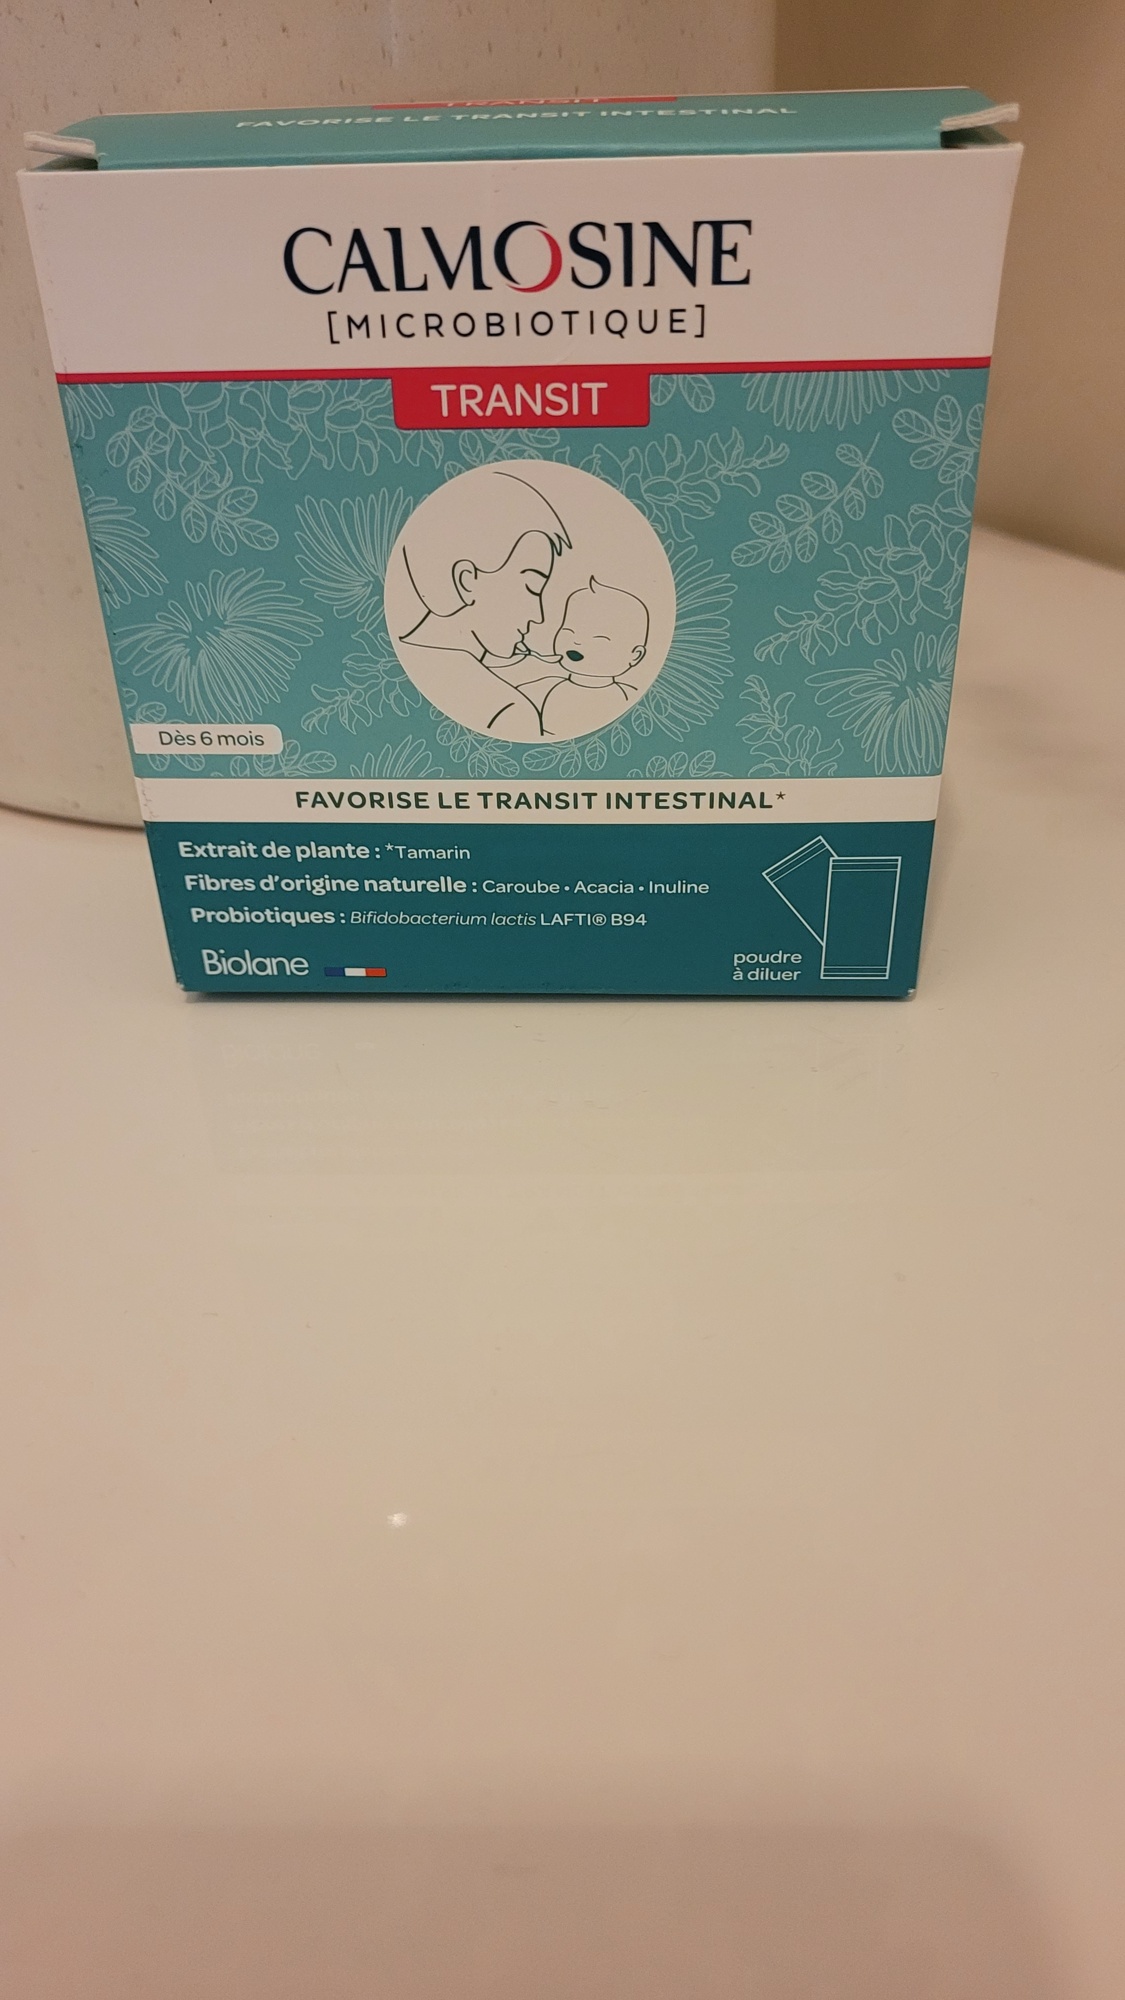 TRANSIT
FAVORISE LE TRANSIT INTESTINAL
CALMOSINE
[MICROBIOTIQUE]
TRANSIT
Dès 6 mois
FAVORISE LE TRANSIT INTESTINAL*
Extrait de plante : *Tamarin
Fibres d'origine naturelle : Caroube • Acacia • Inuline
Probiotiques : Bifidobacterium lactis LAFTI® B94
Biolane
poudre
à diluer